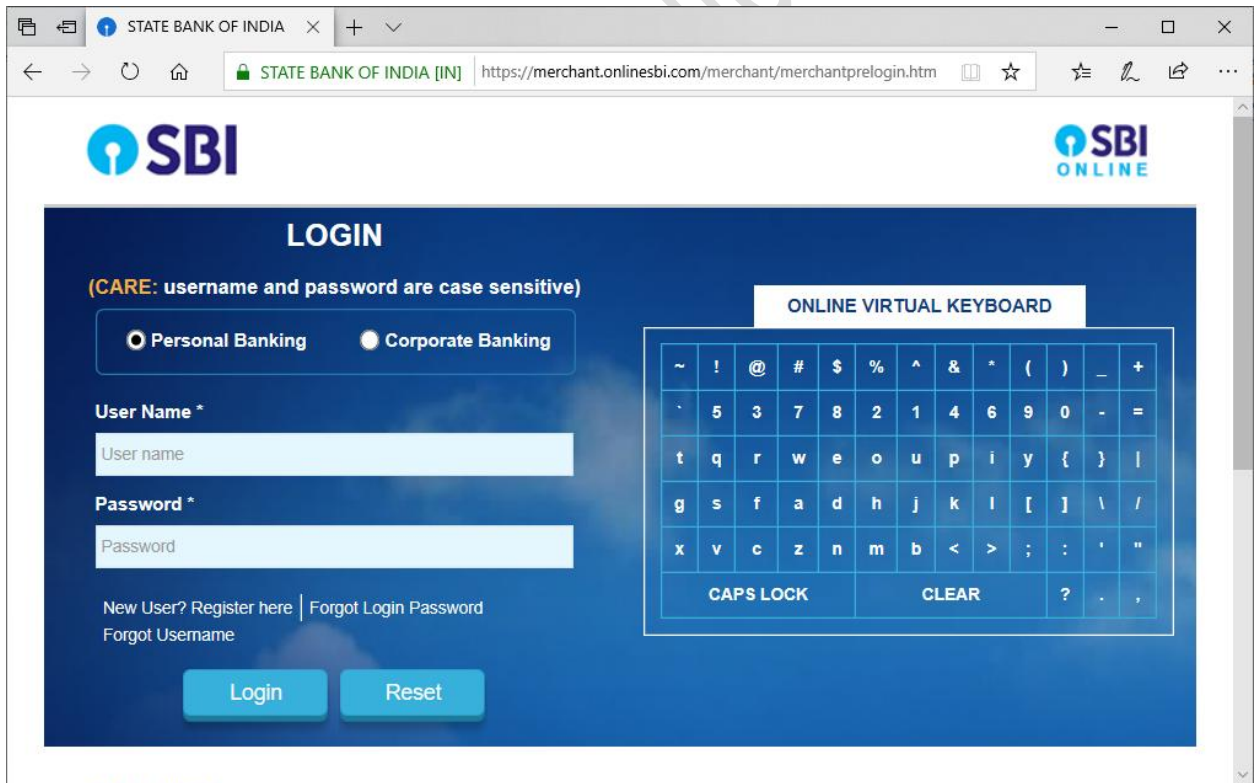 STATE BANK OF INDIA
STATE BANK OF INDIA [IN] https://merchant.onlinesbi.com/merchant/merchantprelogin.htm
SBI
SBI
ONLINE
LOGIN
(CARE: username and password are case sensitive)
Personal Banking Corporate Banking
User Name *
User name
Password *
Password
New User? Register here | Forgot Login Password
Forgot Username
Login Reset
ONLINE VIRTUAL KEYBOARD
~ ! @ # $ % ^ & * ( ) _ +
` 5 3 7 8 2 1 4 6 9 0 - =
t q r w e o u p i y { } |
g s f a d h j k l [ ] \ /
x v c z n m b < > ; : ' "
CAPS LOCK CLEAR ? . ,